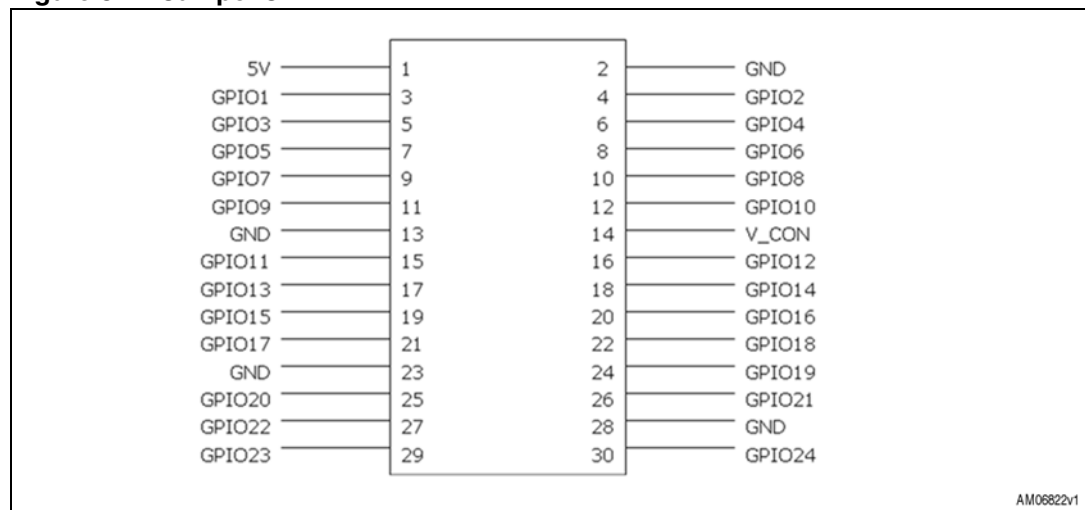 5V 1 2 GND
GPIO1 3 4 GPIO2
GPIO3 5 6 GPIO4
GPIO5 7 8 GPIO6
GPIO7 9 10 GPIO8
GPIO9 11 12 GPIO10
GND 13 14 V_CON
GPIO11 15 16 GPIO12
GPIO13 17 18 GPIO14
GPIO15 19 20 GPIO16
GPIO17 21 22 GPIO18
GND 23 24 GPIO19
GPIO20 25 26 GPIO21
GPIO22 27 28 GND
GPIO23 29 30 GPIO24
AM06822v1